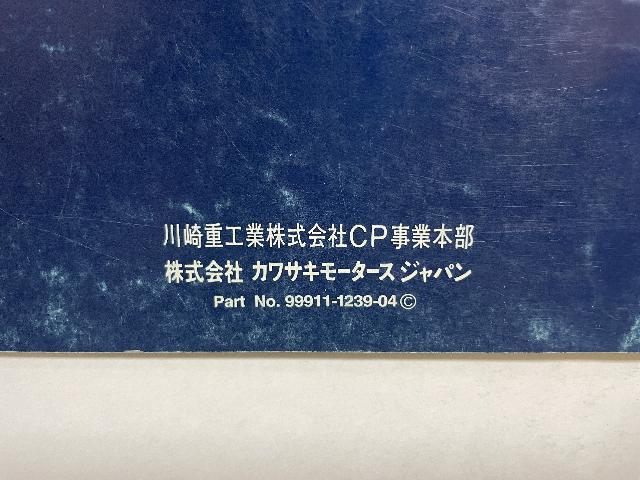 川崎重工業株式会社CP事業本部
株式会社 カワサキモータースジャパン
Part No. 99911-1239-04©